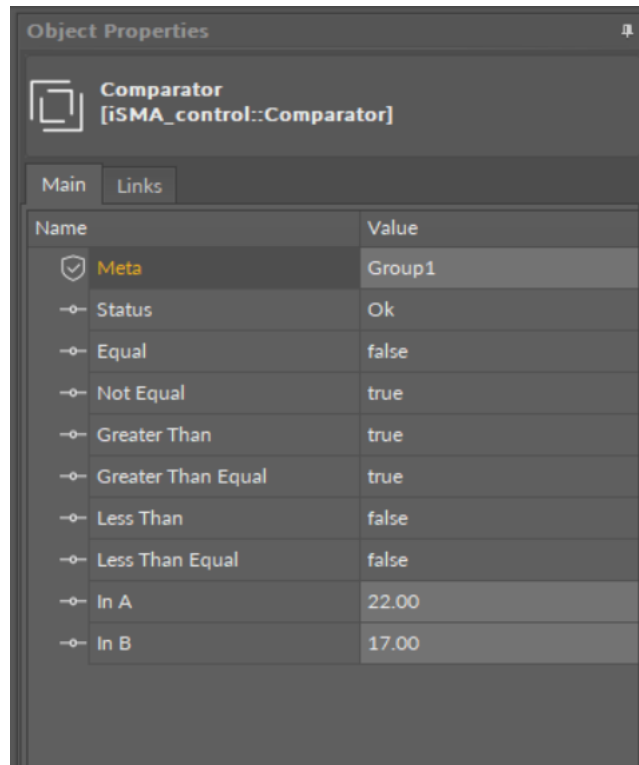 Object Properties
Comparator
[iSMA_control::Comparator]
Main Links
Name Value
Meta Group1
Status Ok
Equal false
Not Equal true
Greater Than true
Greater Than Equal true
Less Than false
Less Than Equal false
In A 22.00
In B 17.00